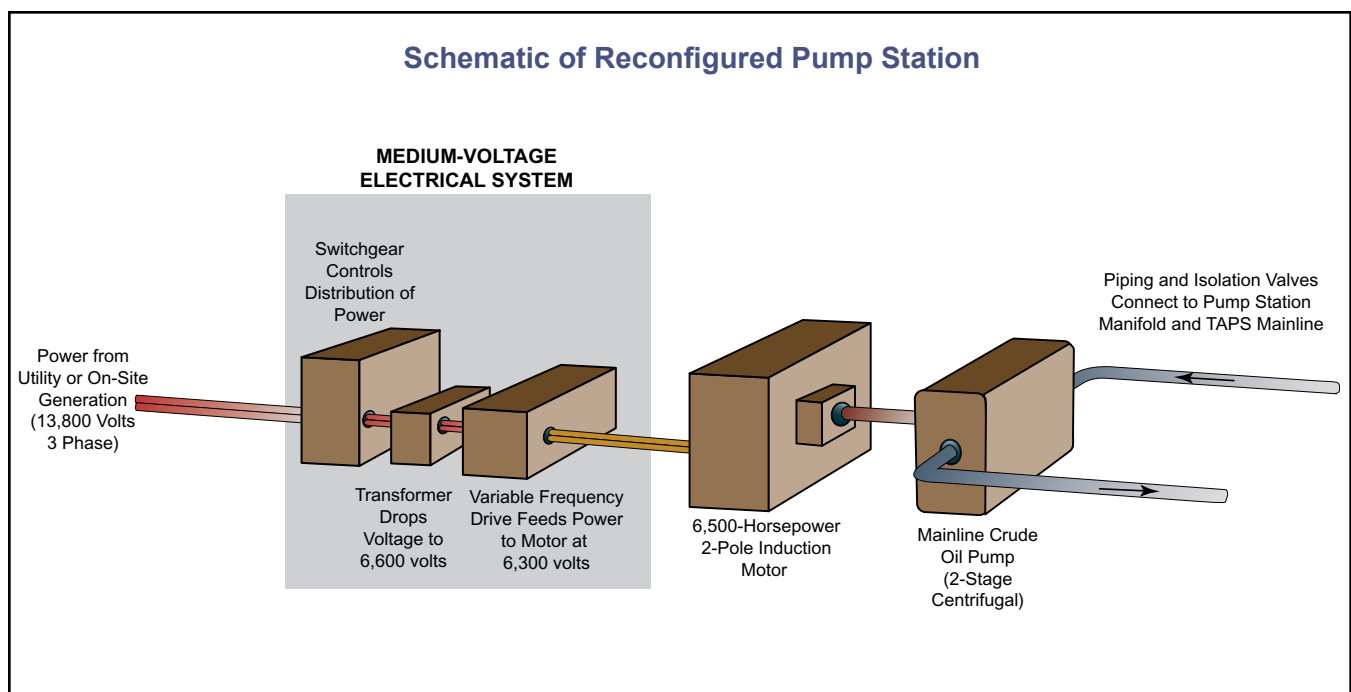 Schematic of Reconfigured Pump Station
MEDIUM-VOLTAGE
ELECTRICAL SYSTEM
Power from
Utility or On-Site
Generation
(13,800 Volts
3 Phase)
Switchgear
Controls
Distribution of
Power
Transformer
Drops
Voltage to
6,600 volts
Variable Frequency
Drive Feeds Power
to Motor at
6,300 volts
6,500-Horsepower
2-Pole Induction
Motor
Mainline Crude
Oil Pump
(2-Stage
Centrifugal)
Piping and Isolation Valves
Connect to Pump Station
Manifold and TAPS Mainline